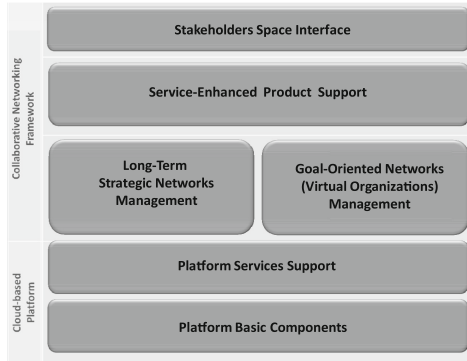 Stakeholders Space Interface
Service-Enhanced Product Support
Long-Term
Strategic Networks
Management
Goal-Oriented Networks
(Virtual Organizations)
Management
Platform Services Support
Platform Basic Components
Collaborative Networking
Framework
Cloud-based
Platform